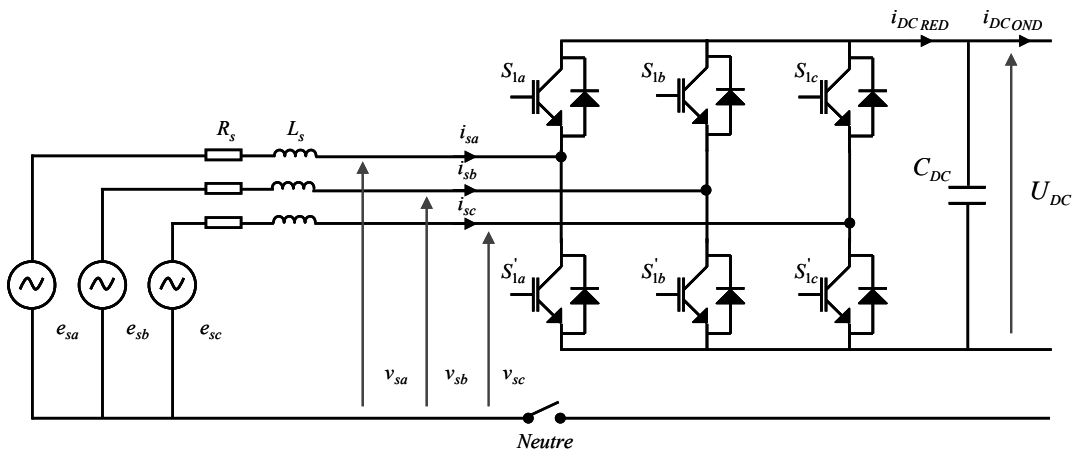 i_DC RED i_DC OND
S_1a S_1b S_1c
R_s L_s i_sa
i_sb
i_sc
C_DC U_DC
S'_1a S'_1b S'_1c
e_sa e_sb e_sc
v_sa v_sb v_sc
Neutre